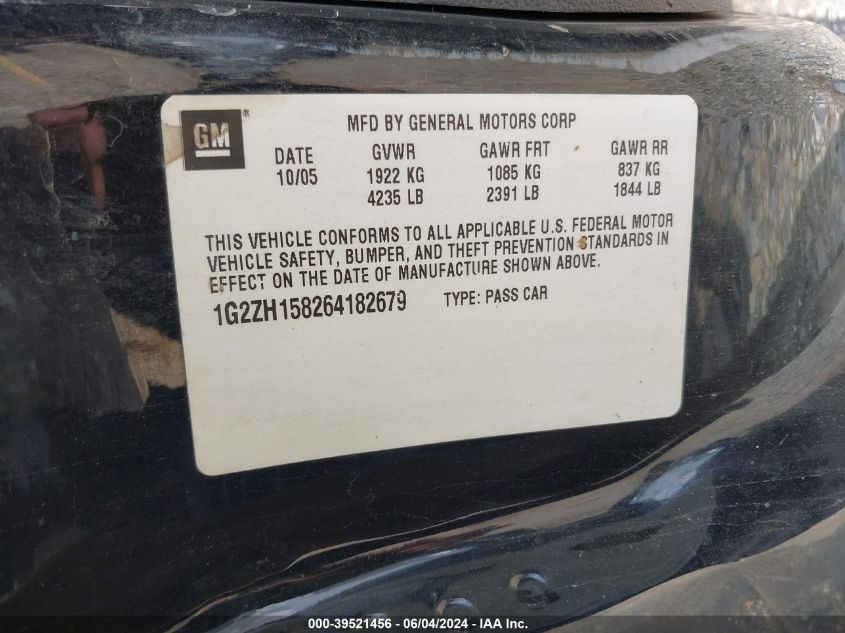 GM ®
MFD BY GENERAL MOTORS CORP
DATE GVWR GAWR FRT GAWR RR
10/05 1922 KG 1085 KG 837 KG
4235 LB 2391 LB 1844 LB
THIS VEHICLE CONFORMS TO ALL APPLICABLE U.S. FEDERAL MOTOR
VEHICLE SAFETY, BUMPER, AND THEFT PREVENTION STANDARDS IN
EFFECT ON THE DATE OF MANUFACTURE SHOWN ABOVE.
1G2ZH158264182679 TYPE: PASS CAR
000-39521456 - 06/04/2024 - IAA Inc.